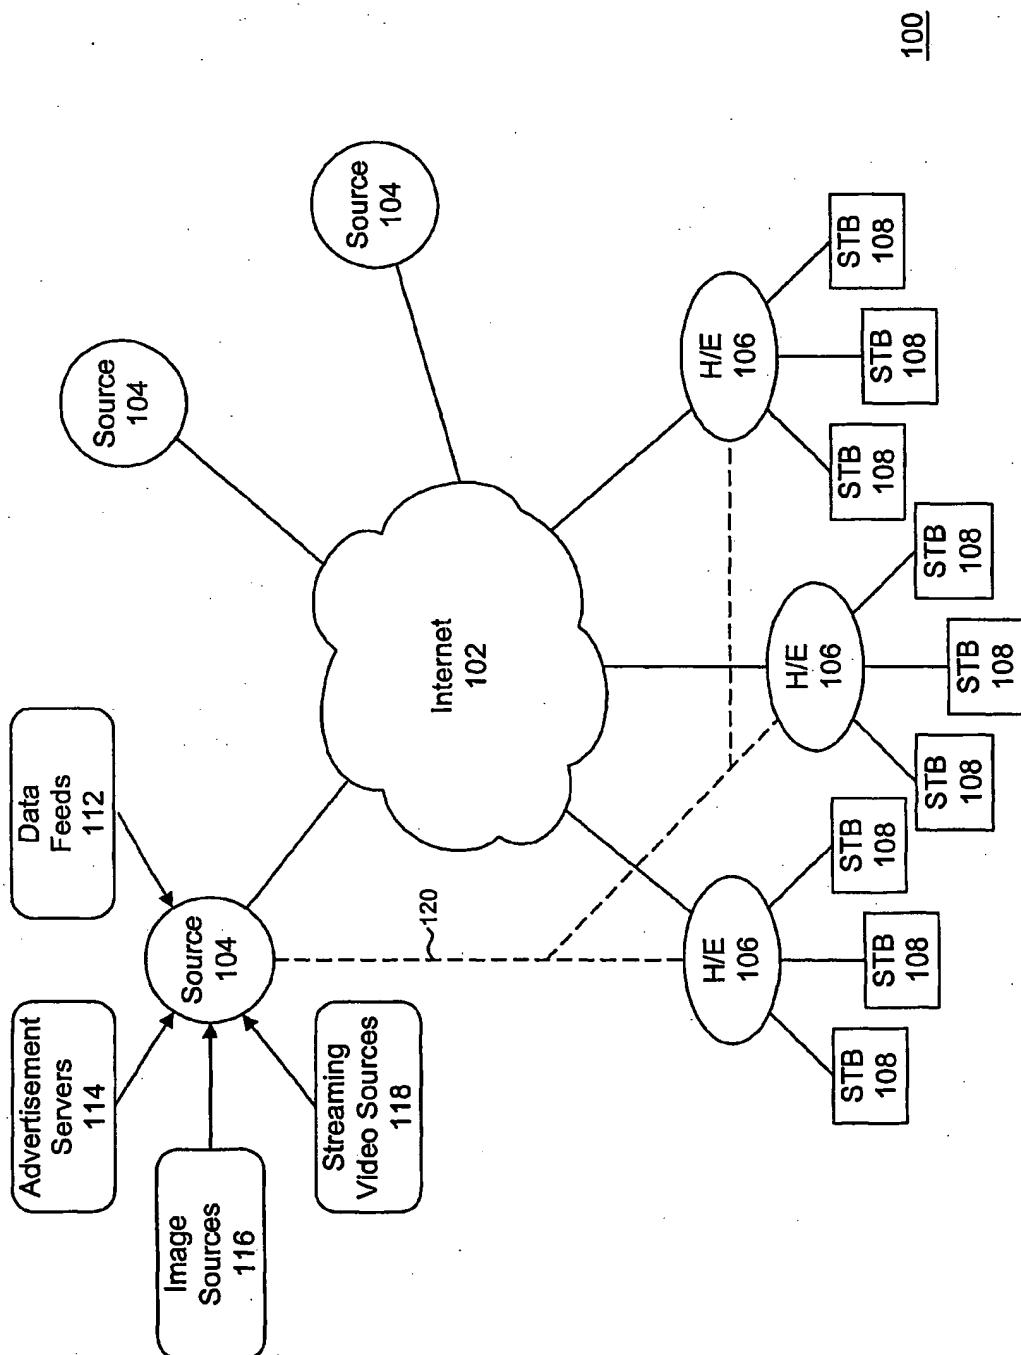 Advertisement
Servers
114
Data
Feeds
112
Source
104
Image
Sources
116
Source
104
Streaming
Video Sources
118
Source
104
120
Internet
102
H/E
106
H/E
106
H/E
106
STB
108
STB
108
STB
108
STB
108
STB
108
STB
108
STB
108
STB
108
STB
108
100